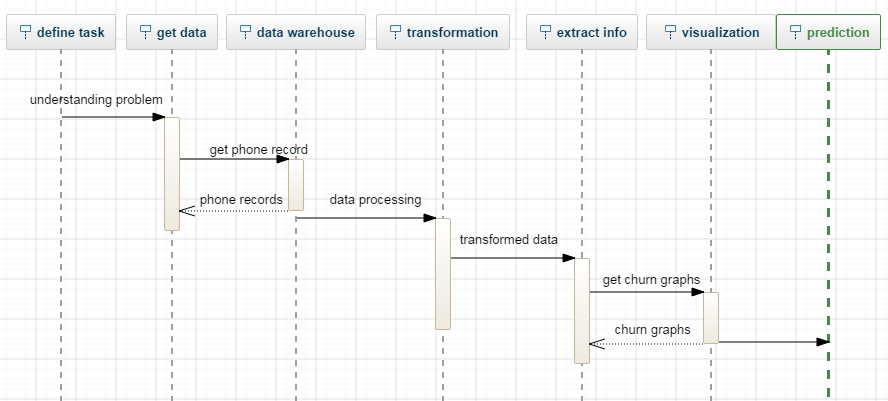 define task
get data
data warehouse
transformation
extract info
visualization
prediction
understanding problem
get phone record
phone records
data processing
transformed data
get churn graphs
churn graphs